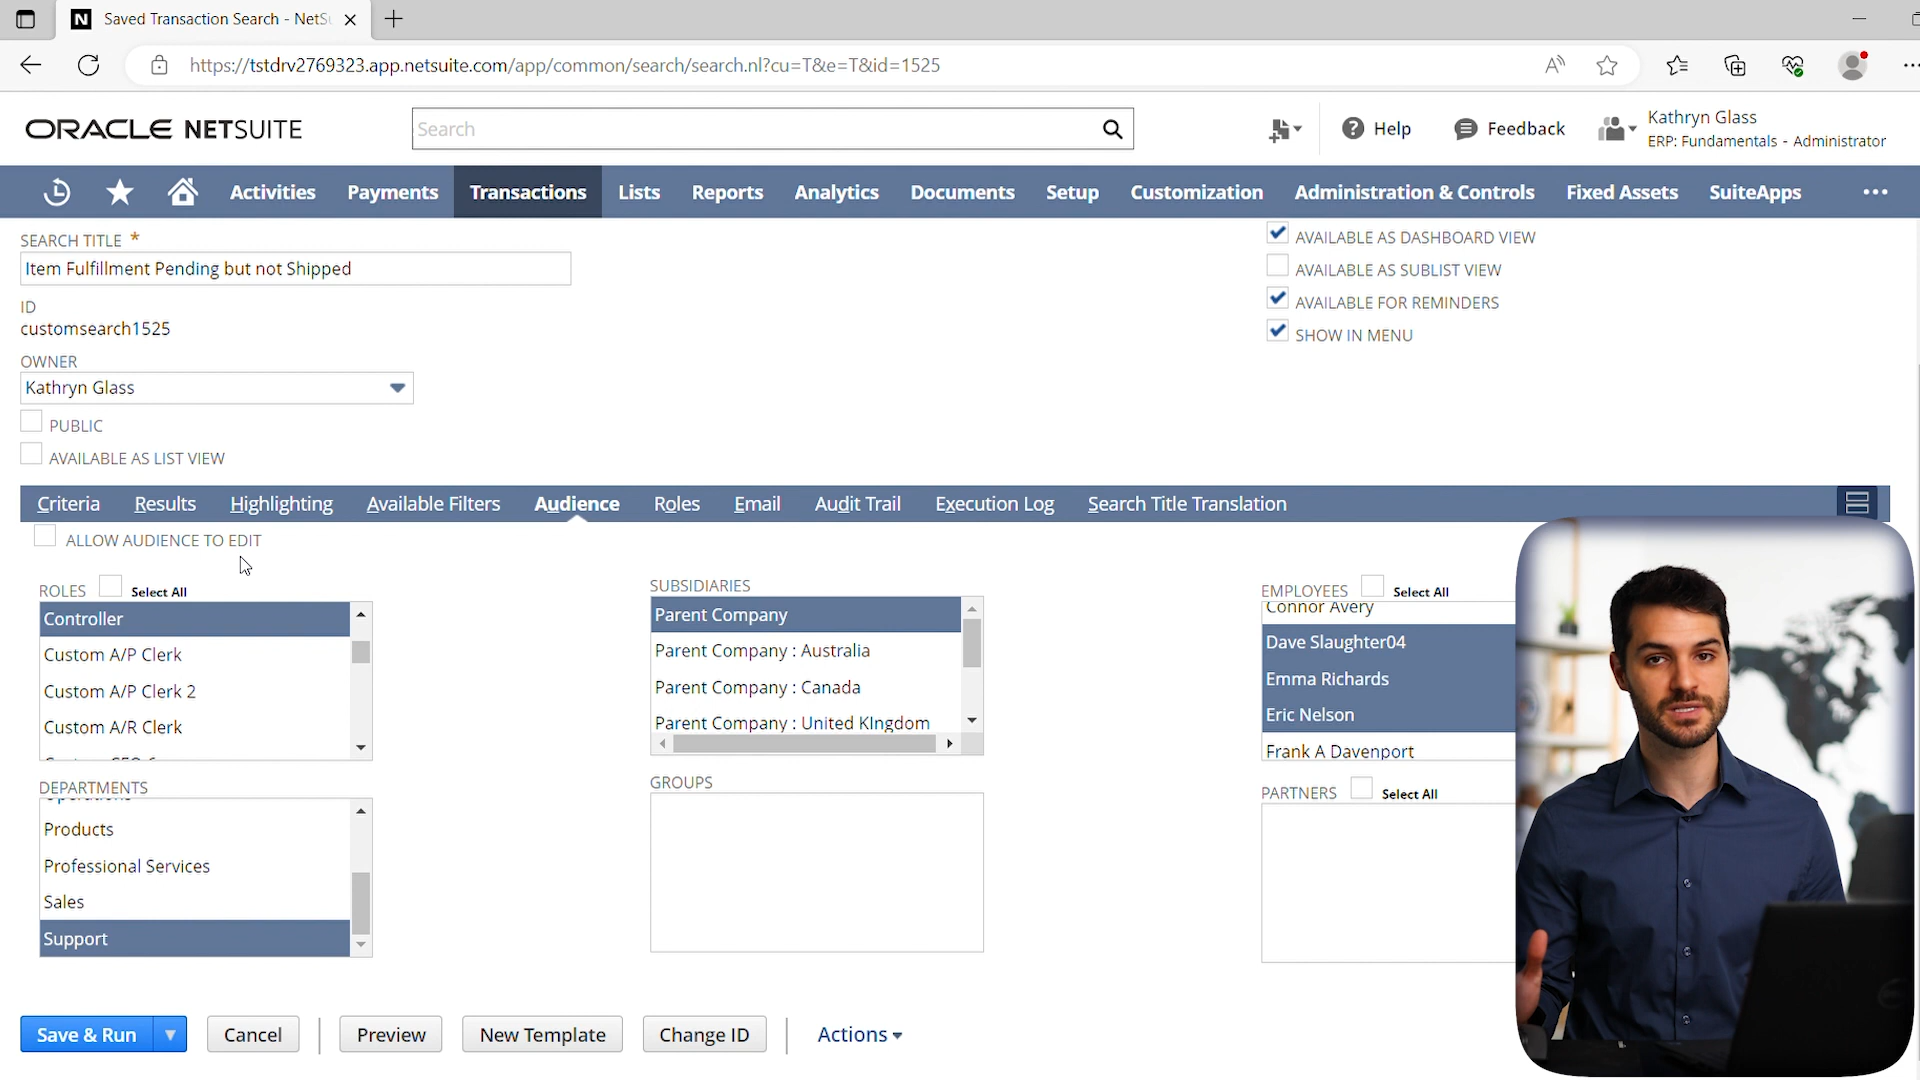 Saved Transaction Search - NetSu
https://tstdrv2769323.app.netsuite.com/app/common/search/search.nl?cu=T&e=T&id=1525
ORACLE NETSUITE
Search
Help
Feedback
Kathryn Glass
ERP: Fundamentals - Administrator
Activities Payments Transactions Lists Reports Analytics Documents Setup Customization Administration & Controls Fixed Assets SuiteApps
SEARCH TITLE *
Item Fulfillment Pending but not Shipped
ID
customsearch1525
OWNER
Kathryn Glass
PUBLIC
AVAILABLE AS LIST VIEW
AVAILABLE AS DASHBOARD VIEW
AVAILABLE AS SUBLIST VIEW
AVAILABLE FOR REMINDERS
SHOW IN MENU
Criteria Results Highlighting Available Filters Audience Roles Email Audit Trail Execution Log Search Title Translation
ALLOW AUDIENCE TO EDIT
ROLES Select All
Controller
Custom A/P Clerk
Custom A/P Clerk 2
Custom A/R Clerk
SUBSIDIARIES
Parent Company
Parent Company : Australia
Parent Company : Canada
Parent Company : United KIngdom
EMPLOYEES Select All
Connor Avery
Dave Slaughter04
Emma Richards
Eric Nelson
Frank A Davenport
DEPARTMENTS
Products
Professional Services
Sales
Support
GROUPS
PARTNERS Select All
Save & Run Cancel Preview New Template Change ID Actions